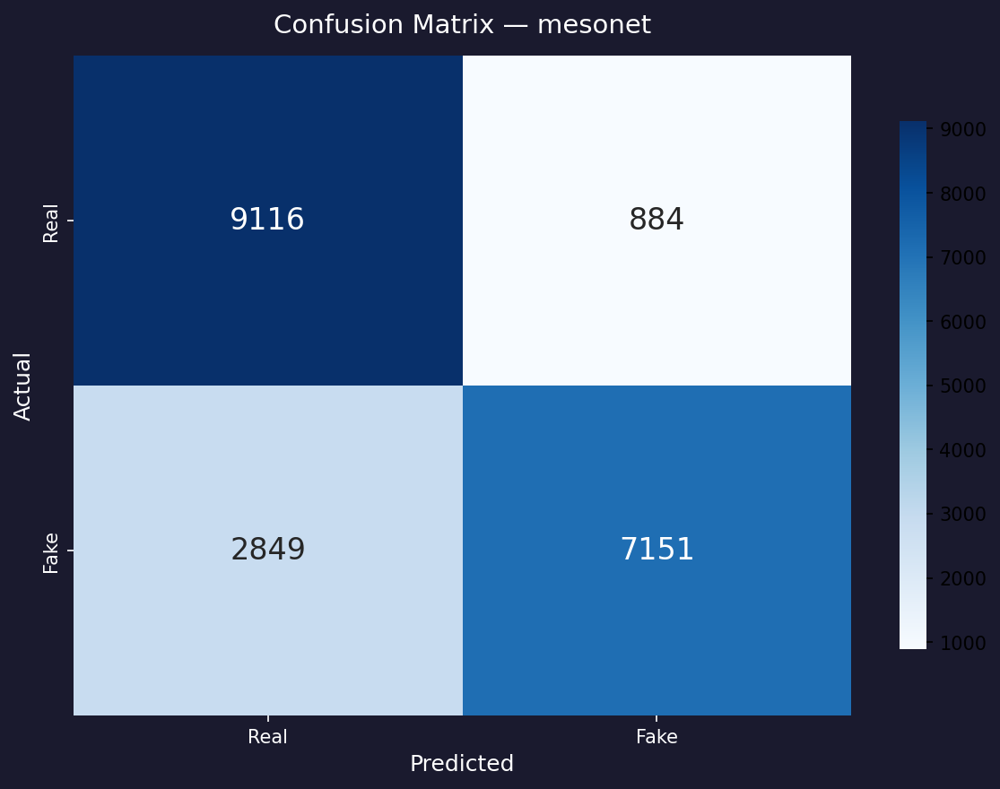 Confusion Matrix — mesonet
Actual
Real
9116
884
Fake
2849
7151
Real
Fake
Predicted
9000
8000
7000
6000
5000
4000
3000
2000
1000